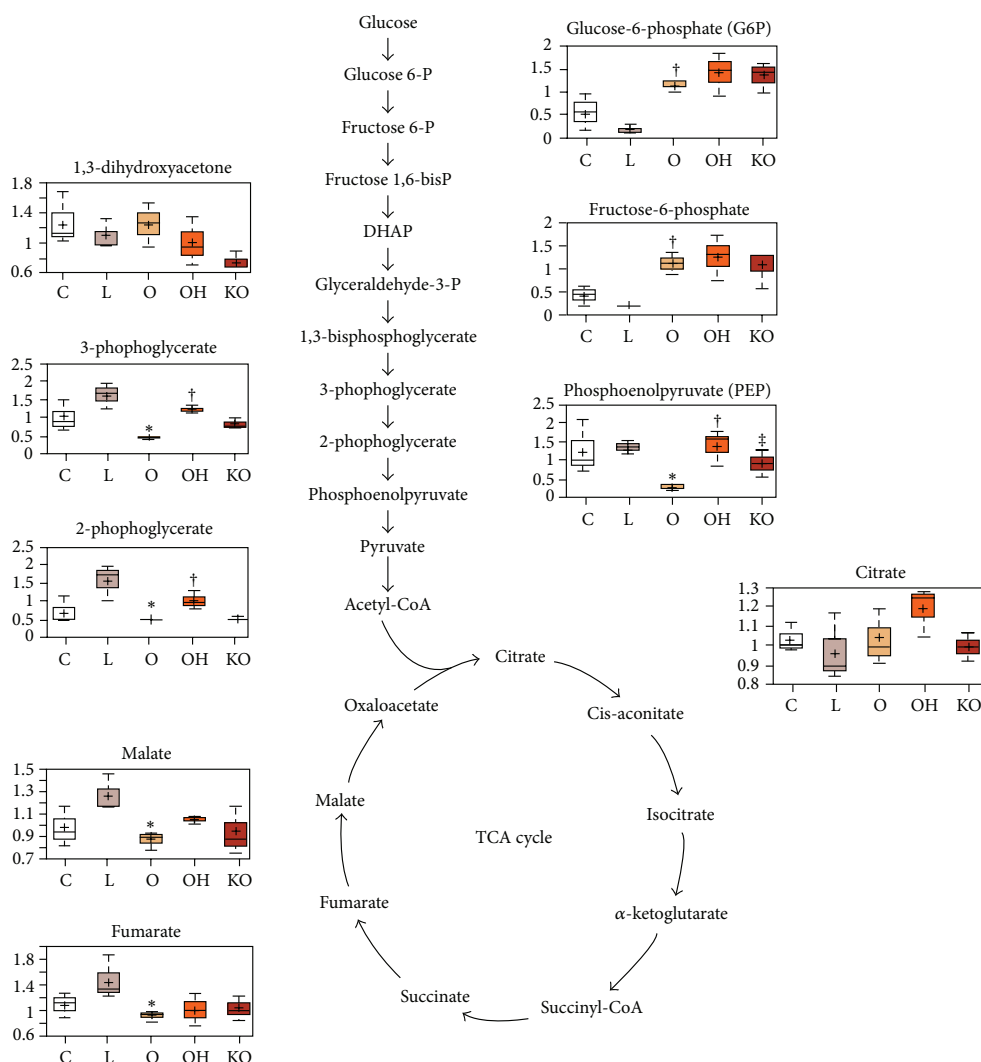 Glucose
Glucose 6-P
Fructose 6-P
Fructose 1,6-bisP
DHAP
Glyceraldehyde-3-P
1,3-bisphosphoglycerate
3-phophoglycerate
2-phophoglycerate
Phosphoenolpyruvate
Pyruvate
Acetyl-CoA
Citrate
Cis-aconitate
Isocitrate
α-ketoglutarate
Succinyl-CoA
Succinate
Fumarate
Malate
Oxaloacetate
TCA cycle
1,3-dihydroxyacetone
1.8
1.4
1
0.6
C L O OH KO
3-phophoglycerate
2.5
2
1.5
1
0.5
0
* †
C L O OH KO
2-phophoglycerate
2.5
2
1.5
1
0.5
0
* †
C L O OH KO
Malate
1.5
1.3
1.1
0.9
0.7
*
C L O OH KO
Fumarate
1.8
1.4
1
0.6
*
C L O OH KO
Glucose-6-phosphate (G6P)
2
1.5
1
0.5
0
†
C L O OH KO
Fructose-6-phosphate
2
1.5
1
0.5
0
†
C L O OH KO
Phosphoenolpyruvate (PEP)
2.5
2
1.5
1
0.5
0
* † ‡
C L O OH KO
Citrate
1.3
1.2
1.1
1
0.9
0.8
C L O OH KO